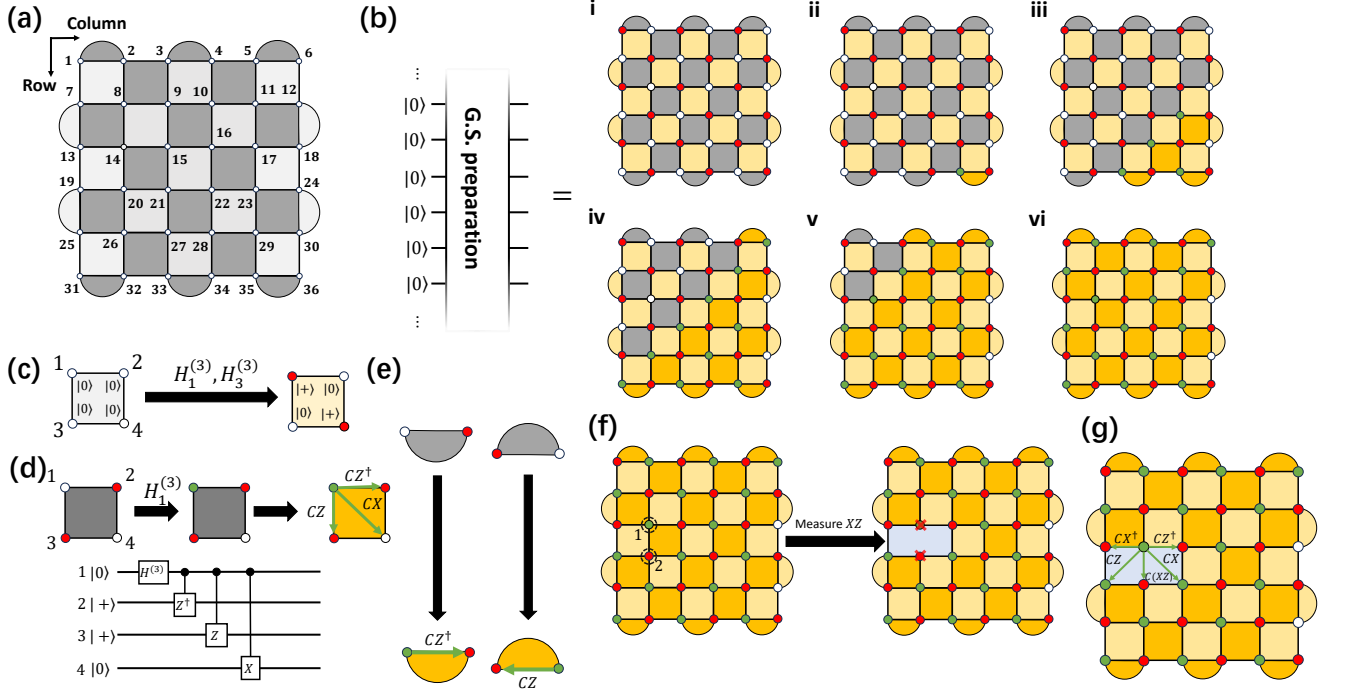 (a)
Column
Row
1 2 3 4 5 6
7 8 9 10 11 12
16
13 14 15 17 18
19 24
20 21 22 23
25 26 27 28 29 30
31 32 33 34 35 36
(b)
⋮
|0⟩
|0⟩
|0⟩
|0⟩
|0⟩
|0⟩
⋮
G.S. preparation
=
i ii iii
iv v vi
(c)
1 2
|0⟩ |0⟩
|0⟩ |0⟩
3 4
H₁⁽³⁾, H₃⁽³⁾
|+⟩ |0⟩
|0⟩ |+⟩
(d)
1 2
3 4
H₁⁽³⁾
CZ†
CZ
CX
1 |0⟩ H⁽³⁾
2 |+⟩ Z†
3 |+⟩ Z
4 |0⟩ X
(e)
CZ†
CZ
(f)
1
2
Measure XZ
(g)
CX† CZ†
CZ CX
C(XZ)